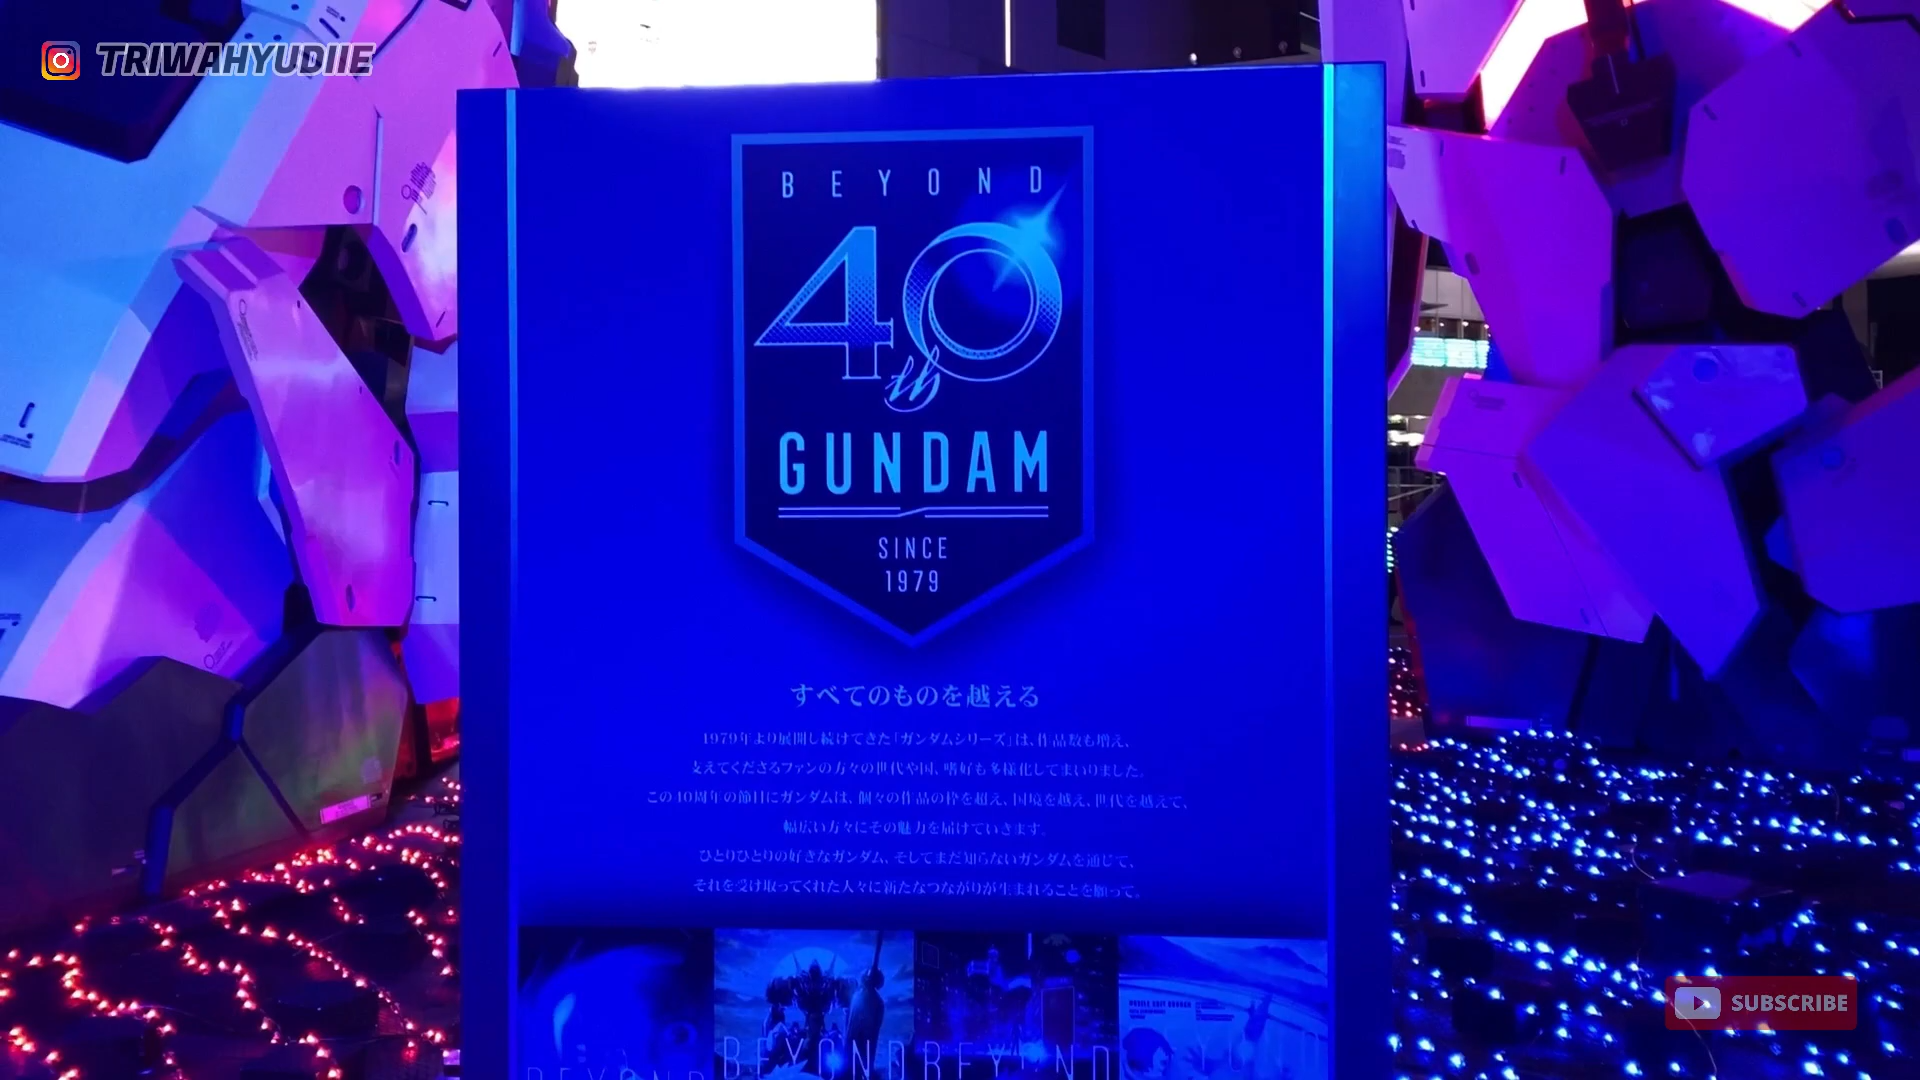 TRIWAHYUDIIE
BEYOND
40th
GUNDAM
SINCE
1979
すべてのものを越える
1979年より展開し続けてきた「ガンダムシリーズ」は、作品数も増え、
支えてくださるファンの方々の世代や国、嗜好も多様化してまいりました。
この40周年の節目にガンダムは、個々の作品の枠を超え、国境を越え、世代を越えて、
幅広い方々にその魅力を届けていきます。
ひとりひとりの好きなガンダム、そしてまだ知らないガンダムを通じて、
それを受け取ってくれた人々に新たなつながりが生まれることを願って。
BEYOND
BEYOND
BEYOND
YOND
SUBSCRIBE